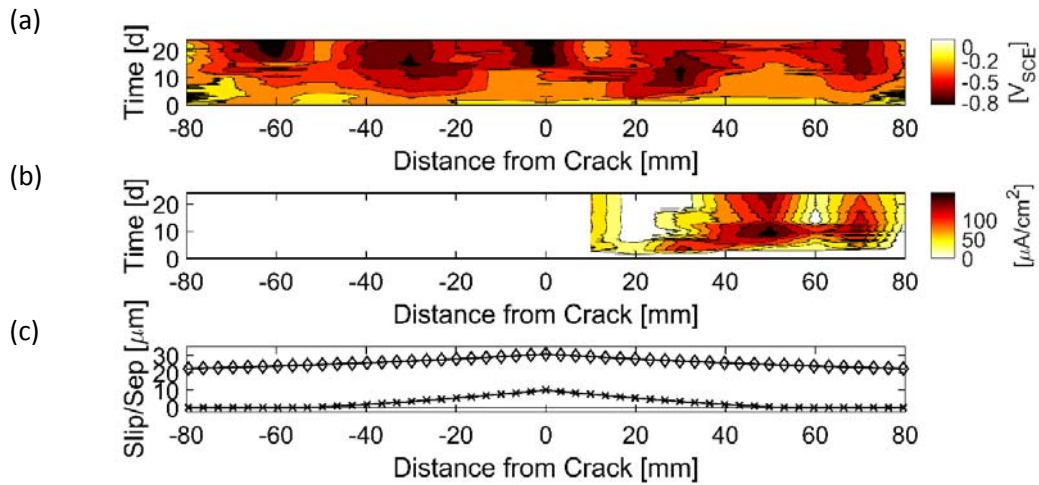 (a)
Time [d]
20
10
0
-80 -60 -40 -20 0 20 40 60 80
Distance from Crack [mm]
0
-0.2
-0.5
-0.8
[V_SCE]
(b)
Time [d]
20
10
0
-80 -60 -40 -20 0 20 40 60 80
Distance from Crack [mm]
100
50
0
[μA/cm²]
(c)
Slip/Sep [μm]
30
20
10
0
-80 -60 -40 -20 0 20 40 60 80
Distance from Crack [mm]